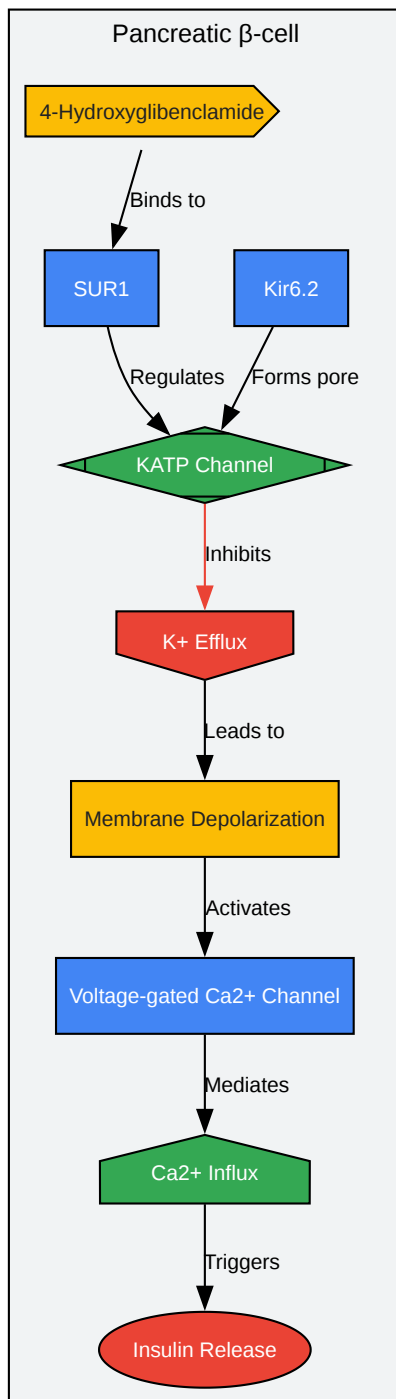 Pancreatic β-cell
4-Hydroxyglibenclamide
Binds to
SUR1
Kir6.2
Regulates
Forms pore
KATP Channel
Inhibits
K+ Efflux
Leads to
Membrane Depolarization
Activates
Voltage-gated Ca2+ Channel
Mediates
Ca2+ Influx
Triggers
Insulin Release